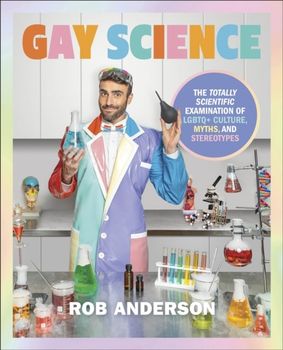 GAY SCIENCE
THE TOTALLY
SCIENTIFIC
EXAMINATION OF
LGBTQ+ CULTURE,
MYTHS, AND
STEREOTYPES
ROB ANDERSON